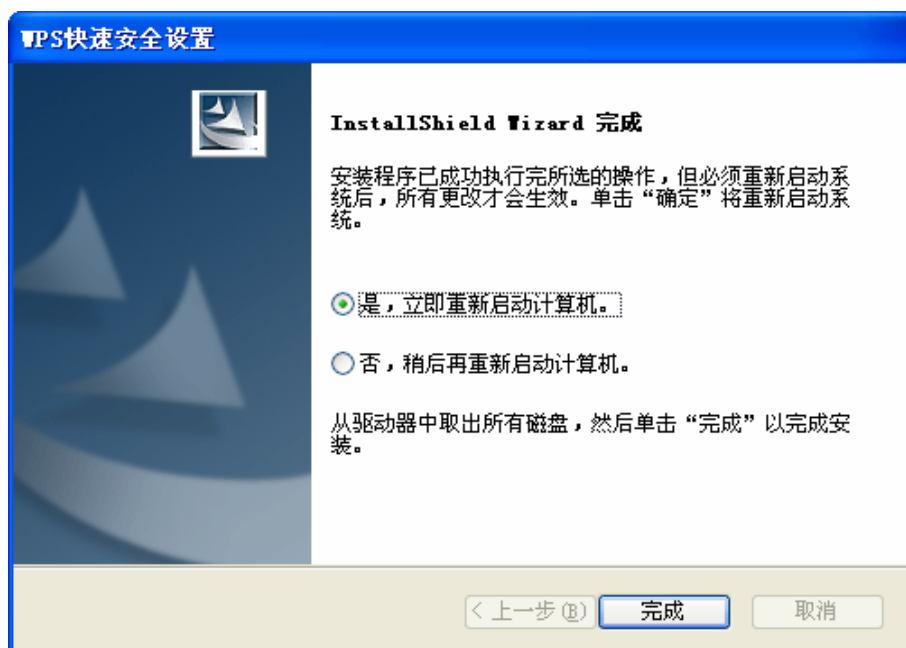 WPS快速安全设置
InstallShield Wizard 完成
安装程序已成功执行完所选的操作，但必须重新启动系
统后，所有更改才会生效。单击“确定”将重新启动系
统。
是，立即重新启动计算机。
否，稍后再重新启动计算机。
从驱动器中取出所有磁盘，然后单击“完成”以完成安
装。
< 上一步(B)
完成
取消